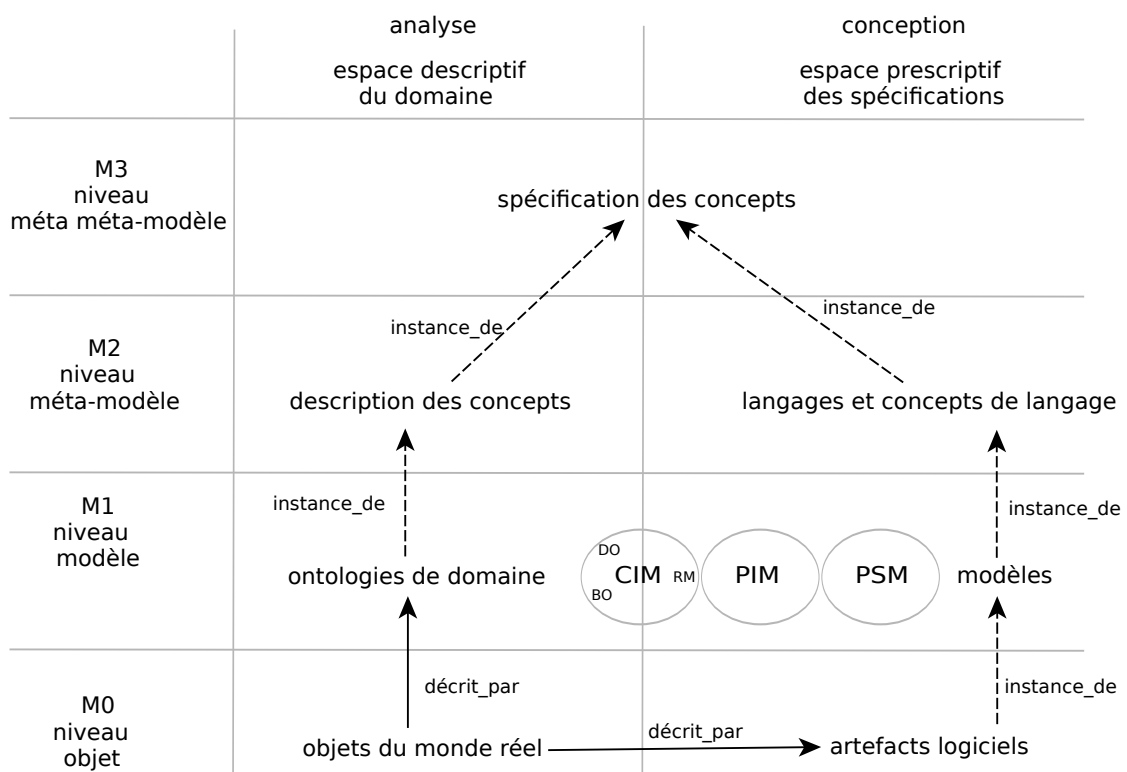 analyse
conception
espace descriptif
du domaine
espace prescriptif
des spécifications
M3
niveau
méta méta-modèle
spécification des concepts
instance_de
instance_de
M2
niveau
méta-modèle
description des concepts
langages et concepts de langage
M1
niveau
modèle
instance_de
instance_de
ontologies de domaine
DO
CIM
RM
BO
PIM
PSM
modèles
M0
niveau
objet
décrit_par
instance_de
objets du monde réel
décrit_par
artefacts logiciels